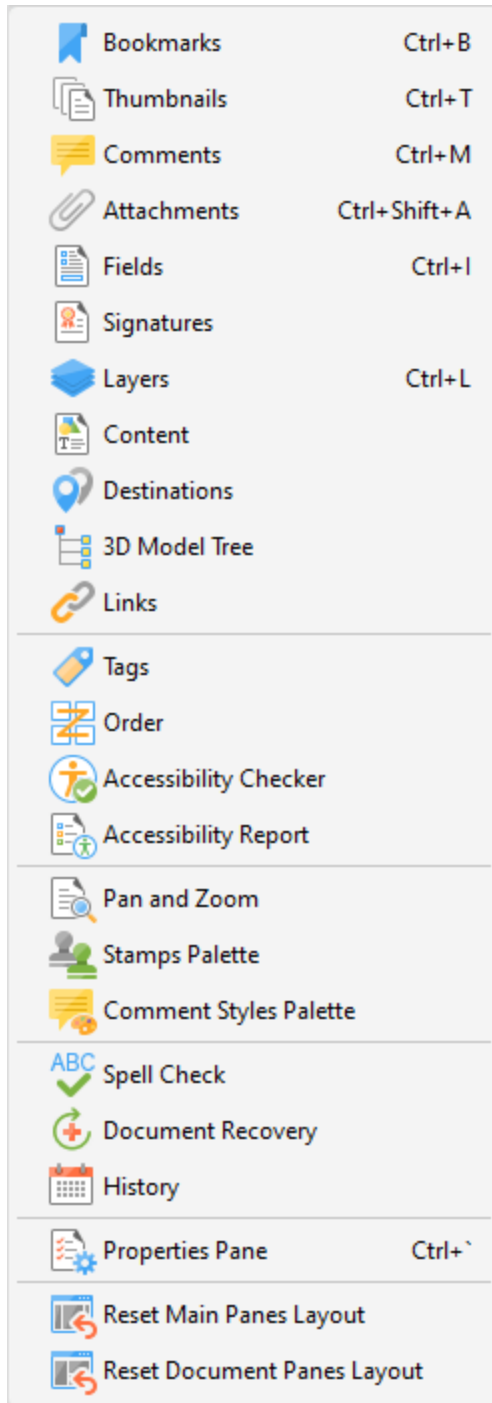 Bookmarks Ctrl+B
Thumbnails Ctrl+T
Comments Ctrl+M
Attachments Ctrl+Shift+A
Fields Ctrl+I
Signatures
Layers Ctrl+L
Content
Destinations
3D Model Tree
Links
Tags
Order
Accessibility Checker
Accessibility Report
Pan and Zoom
Stamps Palette
Comment Styles Palette
ABC Spell Check
Document Recovery
History
Properties Pane Ctrl+`
Reset Main Panes Layout
Reset Document Panes Layout